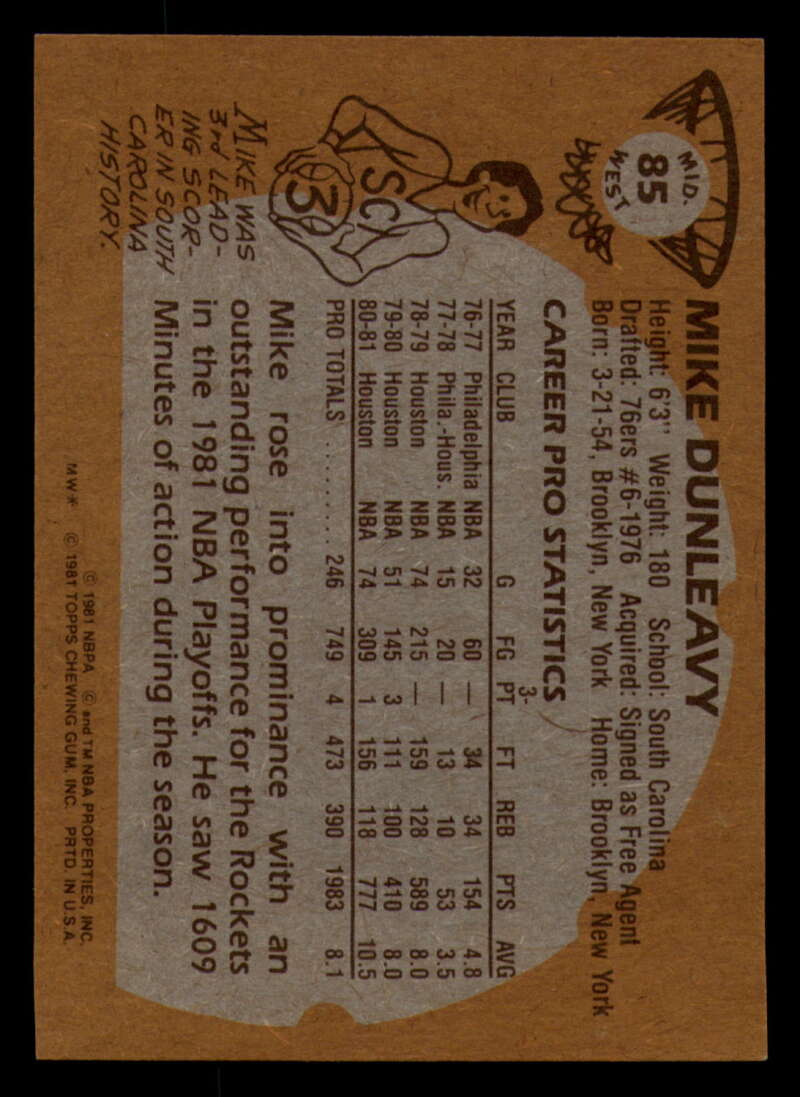 MID.
85
WEST
MIKE DUNLEAVY
Height: 6'3" Weight: 180 School: South Carolina
Drafted: 76ers #6-1976 Acquired: Signed as Free Agent
Born: 3-21-54, Brooklyn, New York Home: Brooklyn, New York
CAREER PRO STATISTICS
YEAR CLUB G FG 3-PT FT REB PTS AVG
76-77 Philadelphia NBA 32 60 — 34 34 154 4.8
77-78 Phila.-Hous. NBA 15 20 — 13 10 53 3.5
78-79 Houston NBA 74 215 — 159 128 589 8.0
79-80 Houston NBA 51 145 3 111 100 410 8.0
80-81 Houston NBA 74 309 1 156 118 777 10.5
PRO TOTALS .......... 246 749 4 473 390 1983 8.1
SC
3
MIKE WAS
3rd LEAD-
ING SCOR-
ER IN SOUTH
CAROLINA
HISTORY.
Mike rose into prominance with an
outstanding performance for the Rockets
in the 1981 NBA Playoffs. He saw 1609
Minutes of action during the season.
© 1981 NBPA © and TM NBA PROPERTIES, INC.
MW* © 1981 TOPPS CHEWING GUM, INC. PRTD. IN U.S.A.